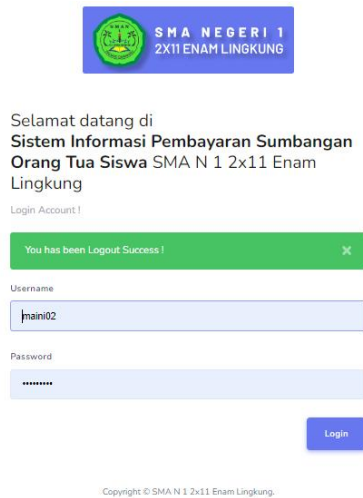 SMA NEGERI 1
2X11 ENAM LINGKUNG
Selamat datang di
Sistem Informasi Pembayaran Sumbangan
Orang Tua Siswa SMA N 1 2x11 Enam
Lingkung
Login Account !
You has been Logout Success !
×
Username
maini02
Password
•••••••••
Login
Copyright © SMA N 1 2x11 Enam Lingkung.